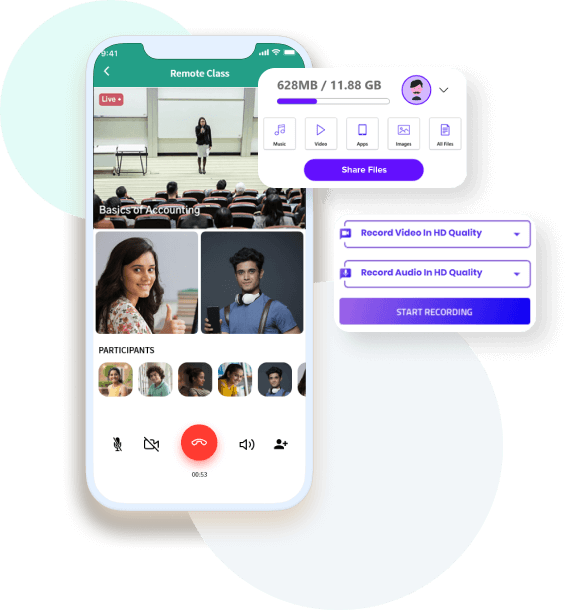 9:41
Remote Class
Live
Basics of Accounting
PARTICIPANTS
00:53
628MB / 11.88 GB
Music Video Apps Images All Files
Share Files
Record Video In HD Quality
Record Audio In HD Quality
START RECORDING